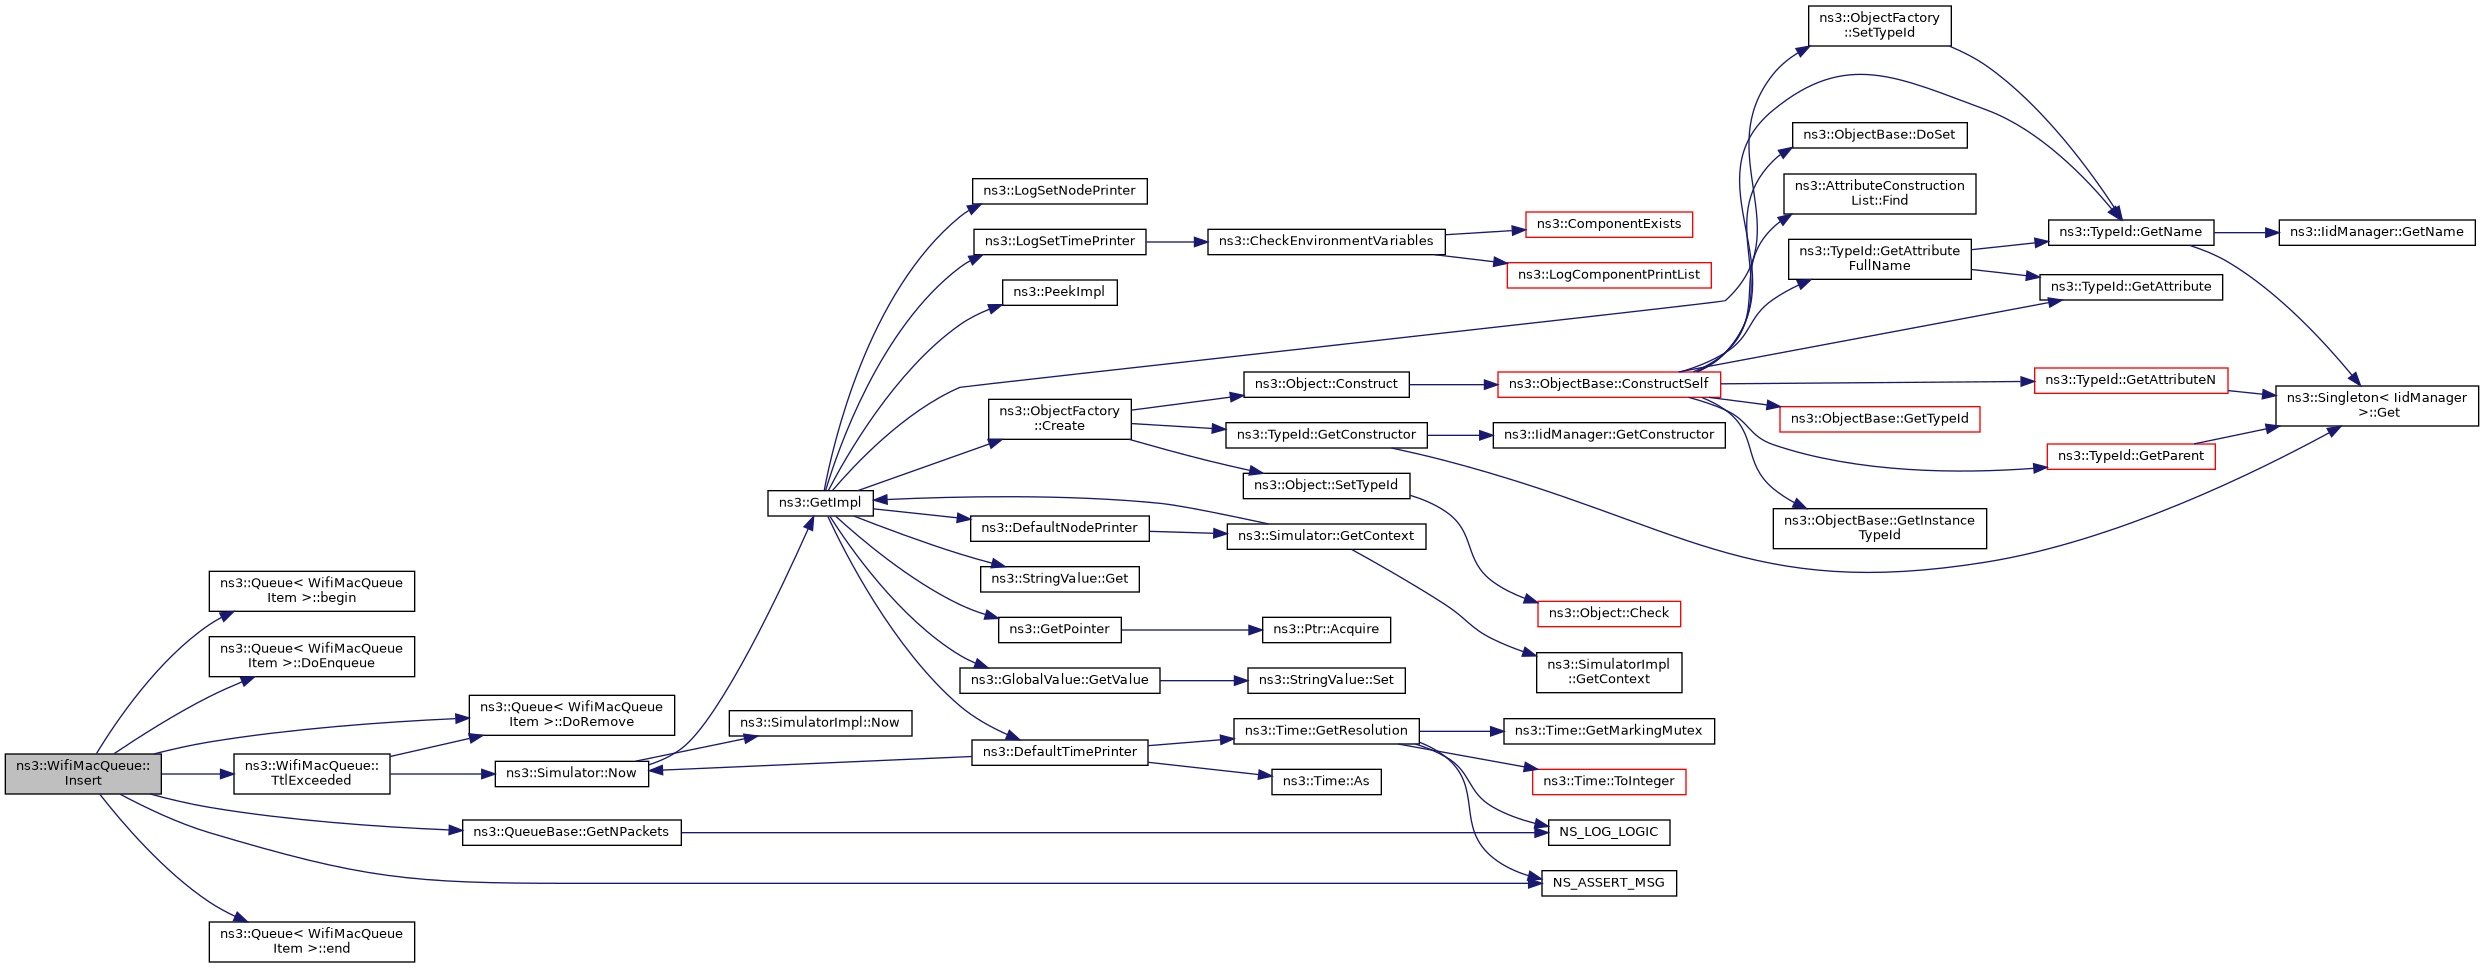 ns3::WifiMacQueue::
Insert
ns3::Queue< WifiMacQueue
Item >::begin
ns3::Queue< WifiMacQueue
Item >::DoEnqueue
ns3::Queue< WifiMacQueue
Item >::DoRemove
ns3::WifiMacQueue::
TtlExceeded
ns3::Simulator::Now
ns3::QueueBase::GetNPackets
ns3::Queue< WifiMacQueue
Item >::end
ns3::SimulatorImpl::Now
ns3::GetImpl
ns3::LogSetNodePrinter
ns3::LogSetTimePrinter
ns3::PeekImpl
ns3::ObjectFactory
::Create
ns3::DefaultNodePrinter
ns3::StringValue::Get
ns3::GetPointer
ns3::GlobalValue::GetValue
ns3::DefaultTimePrinter
ns3::CheckEnvironmentVariables
ns3::Object::Construct
ns3::TypeId::GetConstructor
ns3::Object::SetTypeId
ns3::Simulator::GetContext
ns3::Ptr::Acquire
ns3::StringValue::Set
ns3::Time::GetResolution
ns3::Time::As
ns3::ComponentExists
ns3::LogComponentPrintList
ns3::ObjectBase::ConstructSelf
ns3::IidManager::GetConstructor
ns3::Object::Check
ns3::SimulatorImpl
::GetContext
ns3::Time::GetMarkingMutex
ns3::Time::ToInteger
NS_LOG_LOGIC
NS_ASSERT_MSG
ns3::ObjectFactory
::SetTypeId
ns3::ObjectBase::DoSet
ns3::AttributeConstruction
List::Find
ns3::TypeId::GetAttribute
FullName
ns3::ObjectBase::GetTypeId
ns3::ObjectBase::GetInstance
TypeId
ns3::TypeId::GetName
ns3::TypeId::GetAttribute
ns3::TypeId::GetAttributeN
ns3::TypeId::GetParent
ns3::IidManager::GetName
ns3::Singleton< IidManager
>::Get